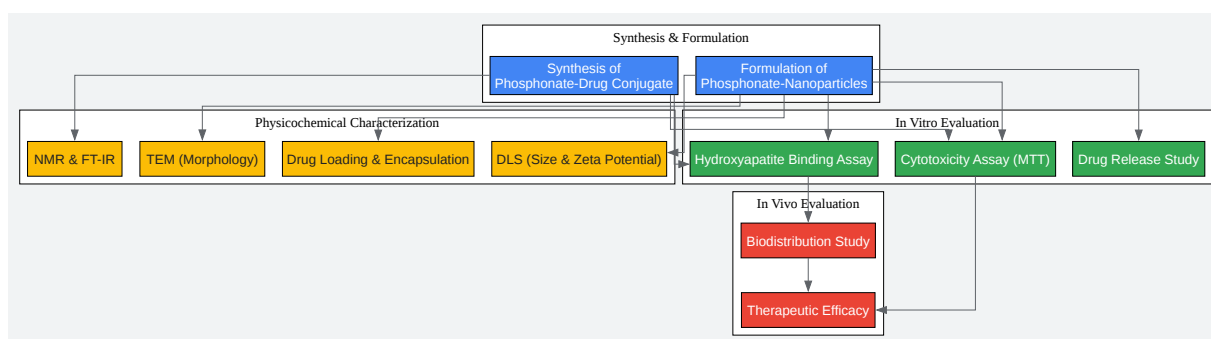 Synthesis & Formulation
Synthesis of
Phosphonate-Drug Conjugate
Formulation of
Phosphonate-Nanoparticles
Physicochemical Characterization
In Vitro Evaluation
NMR & FT-IR
TEM (Morphology)
Drug Loading & Encapsulation
DLS (Size & Zeta Potential)
Hydroxyapatite Binding Assay
Cytotoxicity Assay (MTT)
Drug Release Study
In Vivo Evaluation
Biodistribution Study
Therapeutic Efficacy